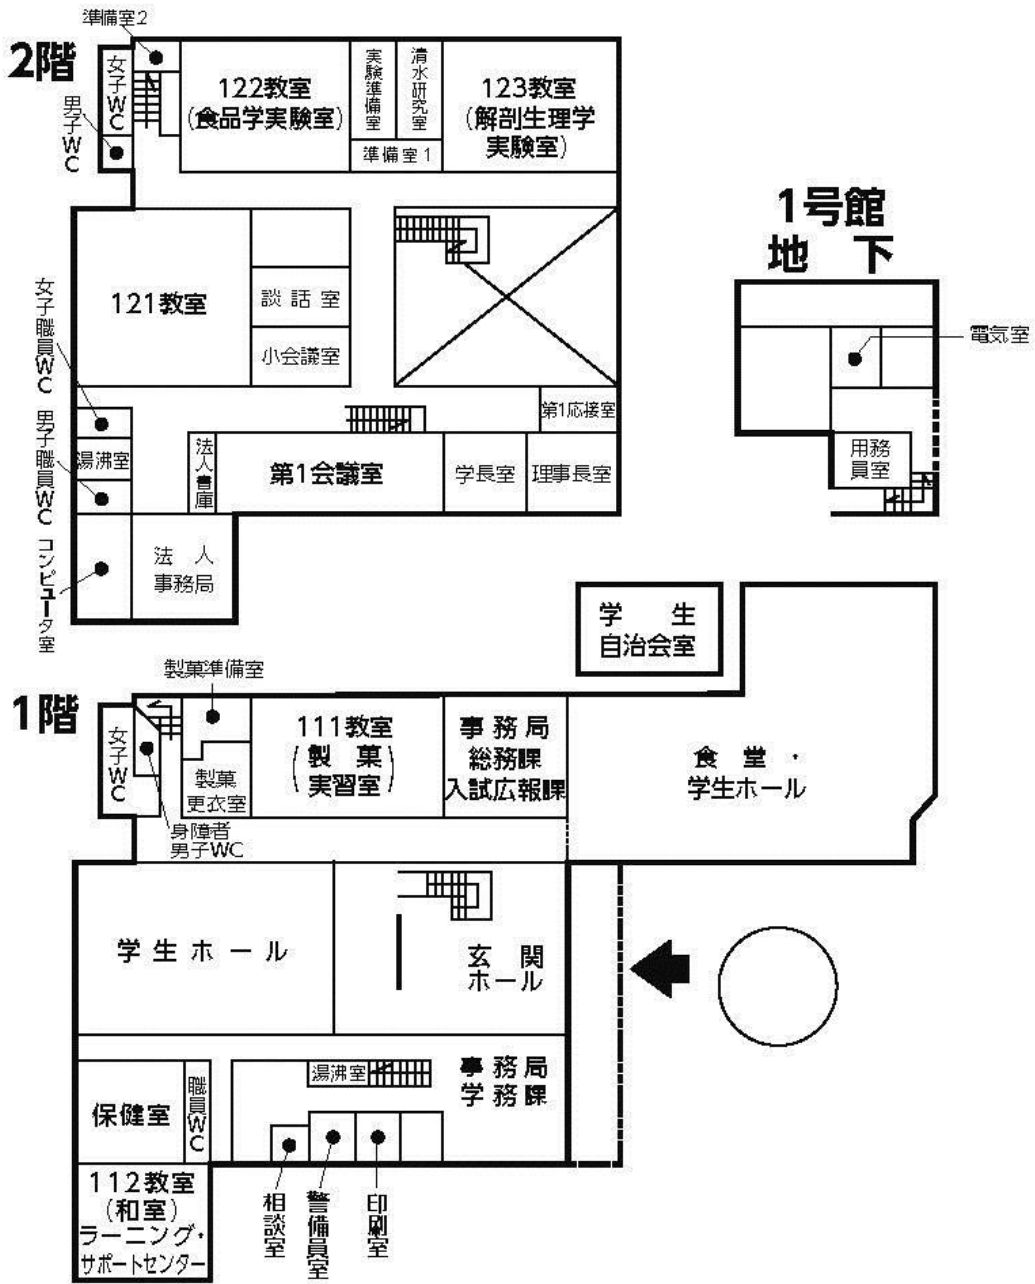 準備室2
2階
女子WC
男子WC
122教室
(食品学実験室)
実験準備室
清水研究室
準備室1
123教室
(解剖生理学
実験室)
1号館
地 下
電気室
用務
員室
121教室
談 話 室
小会議室
女子職員WC
湯沸室
男子職員WC
コンピュータ室
法人書庫
第1会議室
学長室
理事長室
第1応接室
法 人
事務局
学 生
自治会室
1階
製菓準備室
女子WC
製菓
更衣室
身障者
男子WC
111教室
(製 菓
実習室)
事 務 局
総務課
入試広報課
食 堂 ・
学生ホール
学 生 ホ ー ル
玄 関
ホール
湯沸室
事 務 局
学 務 課
保健室
職員WC
112教室
(和室)
ラーニング・
サポートセンター
相談室
警備員室
印刷室